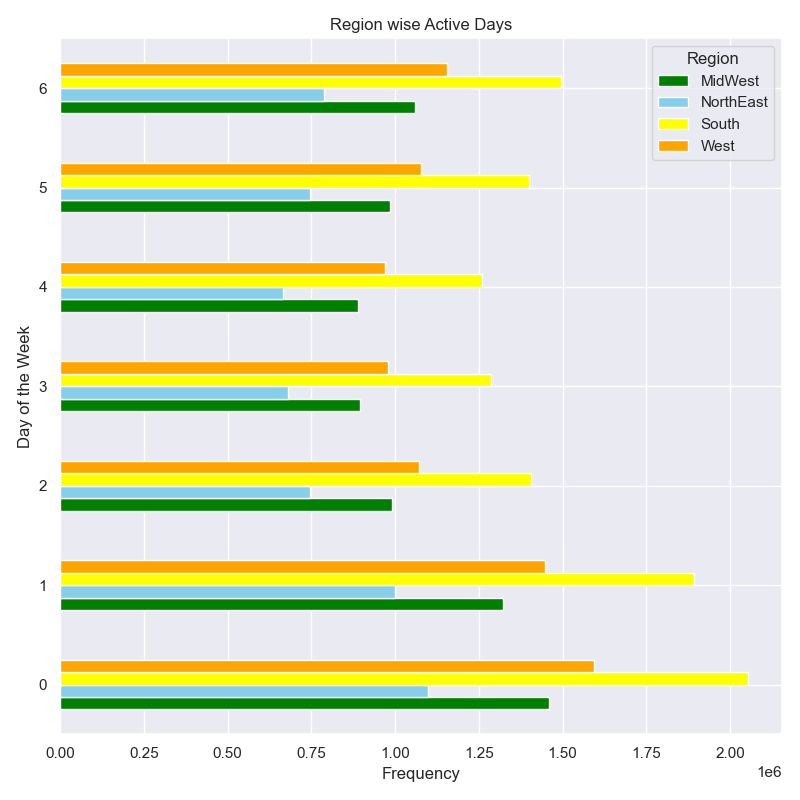 Region wise Active Days
Region
MidWest
NorthEast
South
West
Day of the Week
6
5
4
3
2
1
0
0.00 0.25 0.50 0.75 1.00 1.25 1.50 1.75 2.00
1e6
Frequency